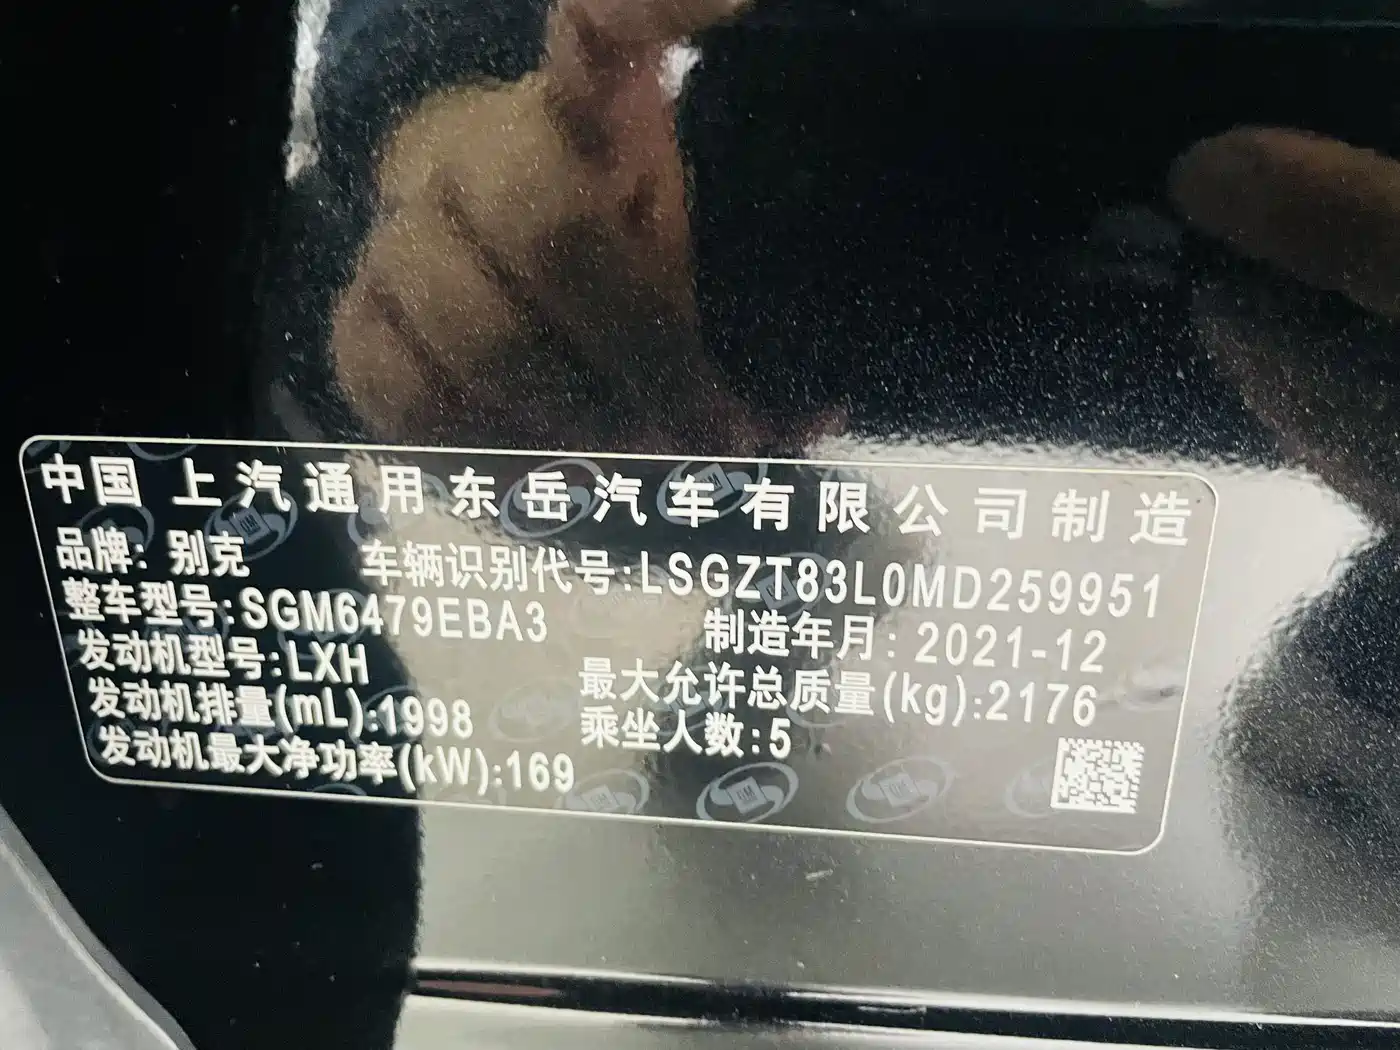 中国 上汽通用东岳汽车有限公司制造
品牌: 别克 车辆识别代号:LSGZT83L0MD259951
整车型号:SGM6479EBA3 制造年月: 2021-12
发动机型号:LXH 最大允许总质量(kg):2176
发动机排量(mL):1998 乘坐人数:5
发动机最大净功率(kW):169